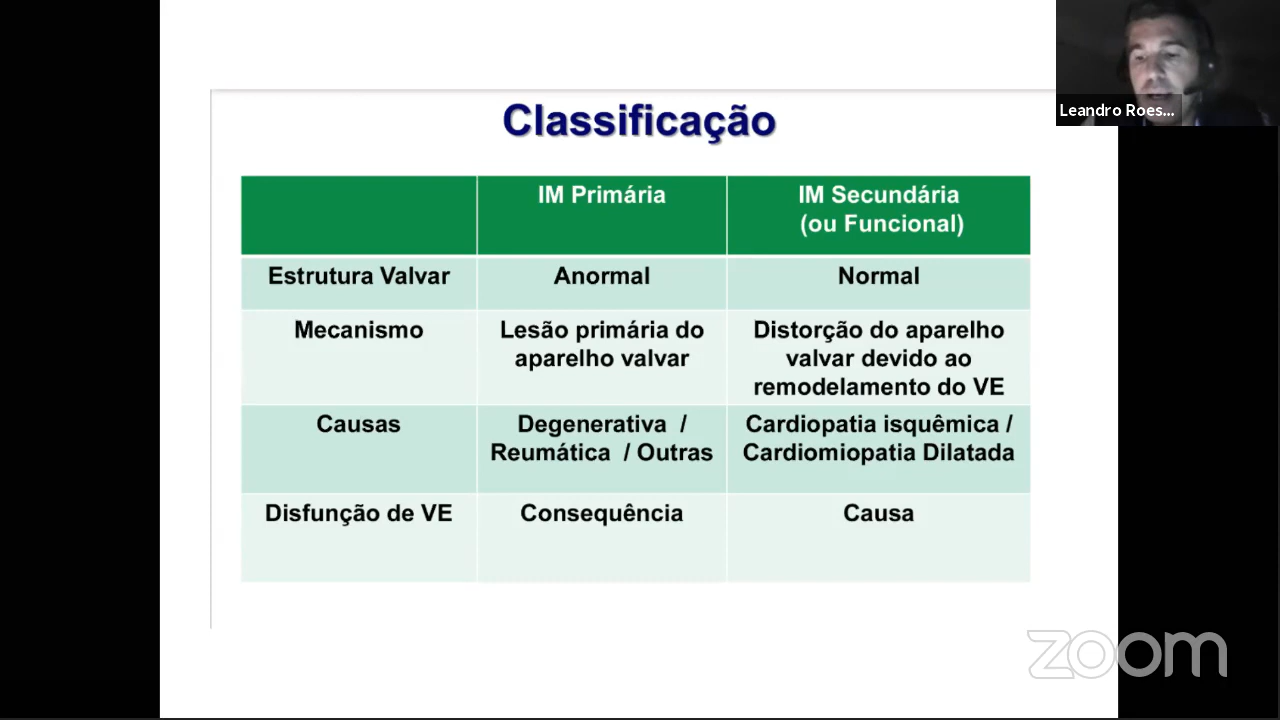 Leandro Roes...
Classificação
IM Primária
IM Secundária
(ou Funcional)
Estrutura Valvar
Anormal
Normal
Mecanismo
Lesão primária do
aparelho valvar
Distorção do aparelho
valvar devido ao
remodelamento do VE
Causas
Degenerativa /
Reumática / Outras
Cardiopatia isquêmica /
Cardiomiopatia Dilatada
Disfunção de VE
Consequência
Causa
zoom